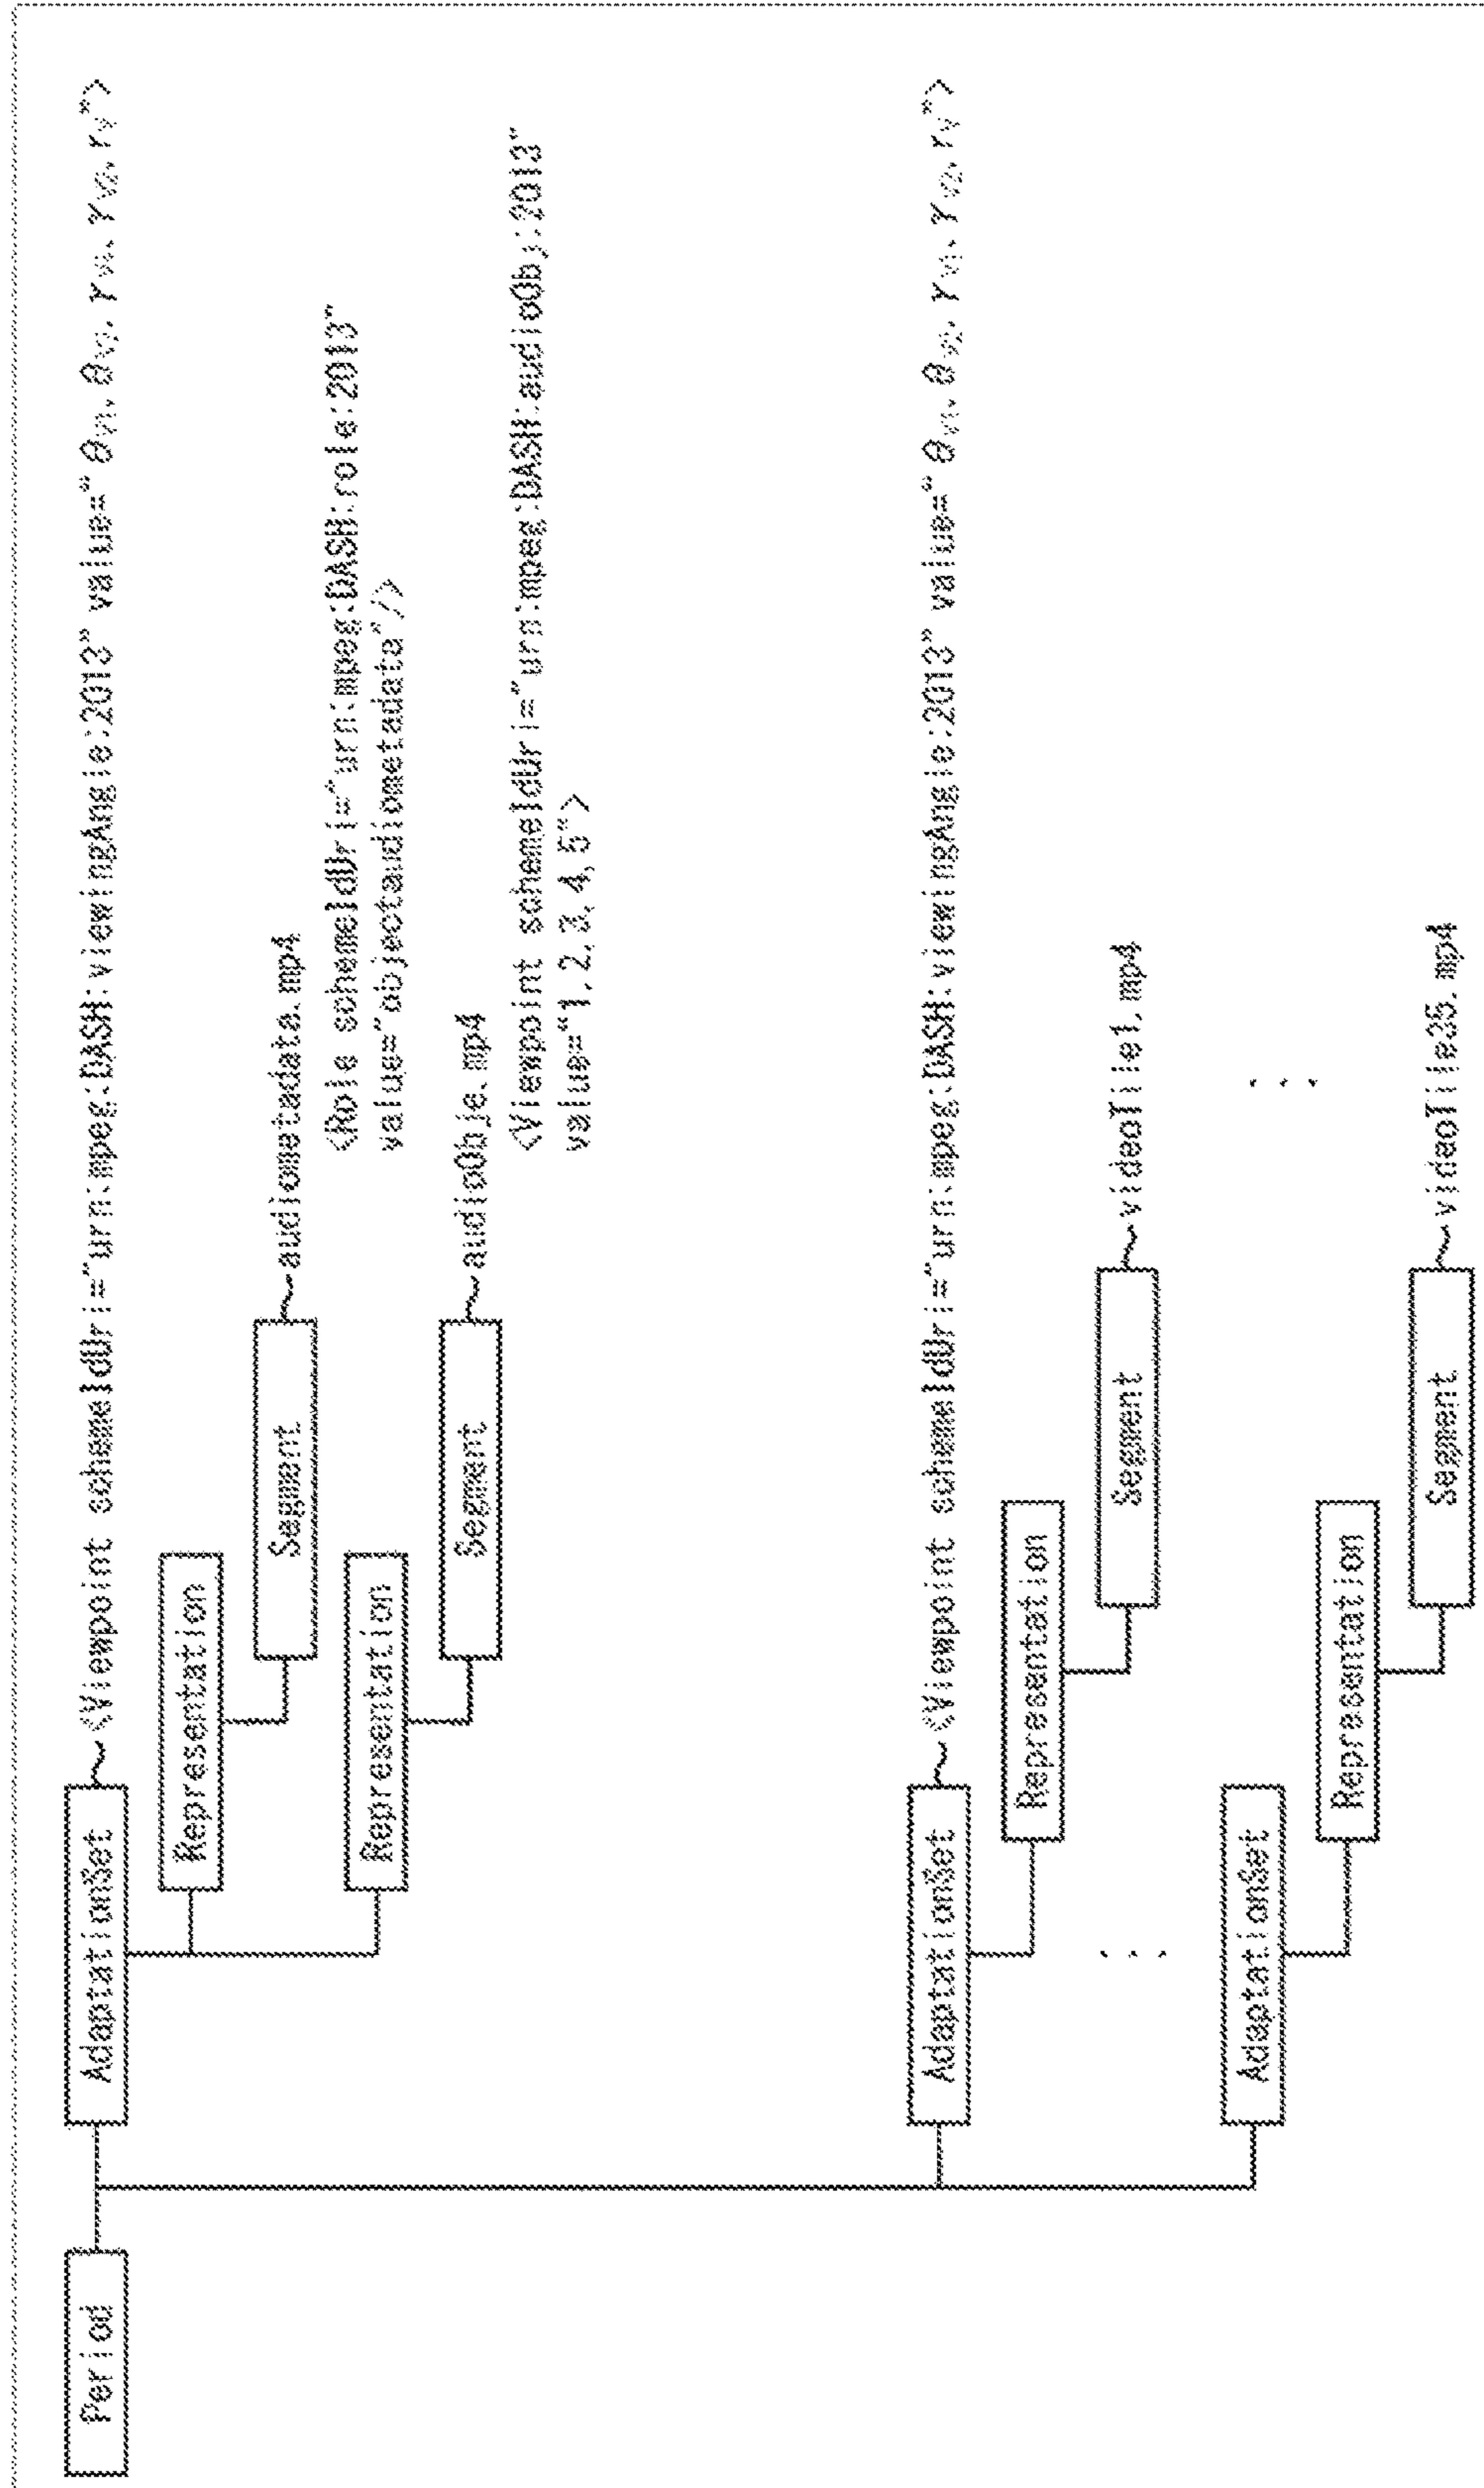 Period
AdaptationSet
<Viewpoint schemeIdUri="urn:mpeg:DASH:viewingAngle:2013" value="θv1, θv2, γv1, γv2, rv">
Representation
Segment
audiometadata.mp4
<Role schemeIdUri="urn:mpeg:DASH:role:2013"
value="objectaudiometadata"/>
Representation
Segment
audioObje.mp4
<Viewpoint schemeIdUri="urn:mpeg:DASH:audioObj:2013"
value="1,2,3,4,5">
AdaptationSet
<Viewpoint schemeIdUri="urn:mpeg:DASH:viewingAngle:2013" value="θv1, θv2, γv1, γv2, rv">
Representation
Segment
videoTile1.mp4
...
...
AdaptationSet
Representation
Segment
videoTile35.mp4